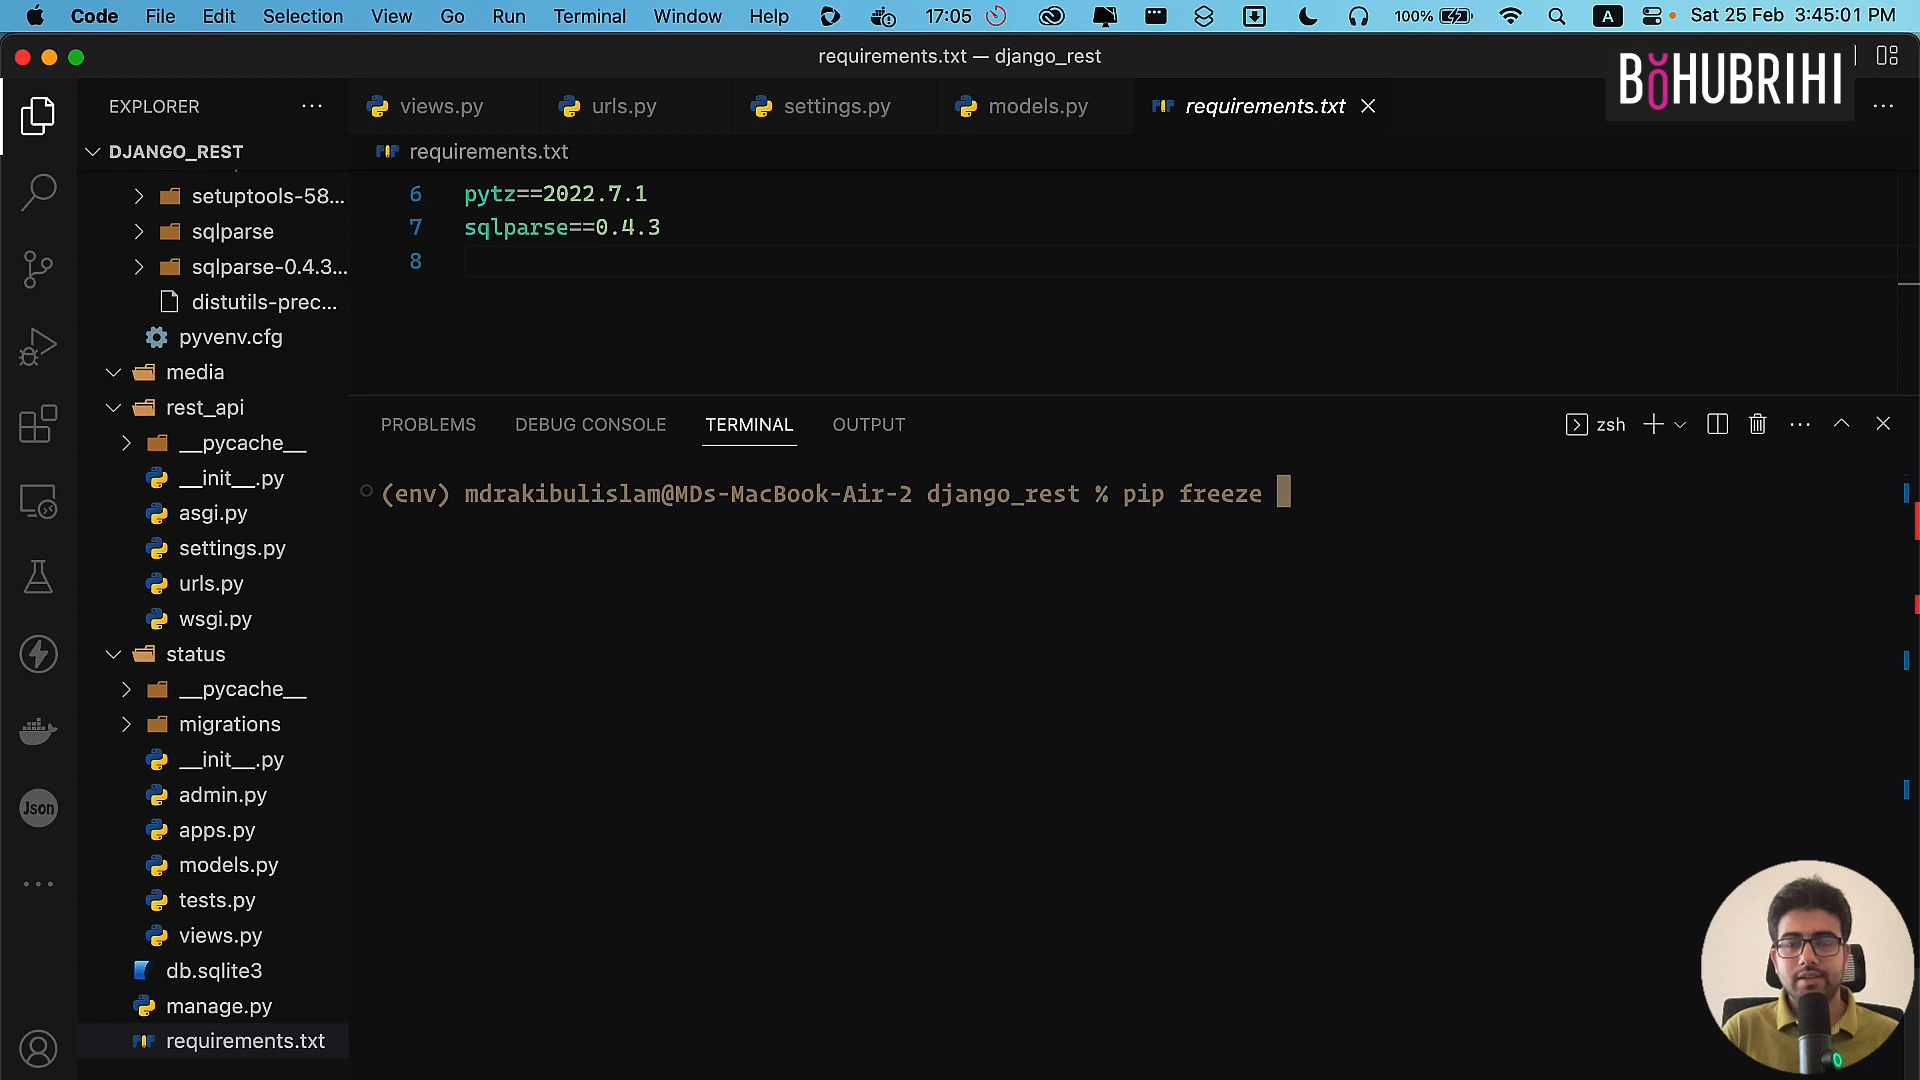 Code File Edit Selection View Go Run Terminal Window Help 17:05 100% A Sat 25 Feb 3:45:01 PM
requirements.txt — django_rest
BOHUBRIHI
EXPLORER
views.py urls.py settings.py models.py requirements.txt
DJANGO_REST
requirements.txt
setuptools-58...
sqlparse
sqlparse-0.4.3...
distutils-prec...
pyvenv.cfg
media
rest_api
__pycache__
__init__.py
asgi.py
settings.py
urls.py
wsgi.py
status
__pycache__
migrations
__init__.py
admin.py
apps.py
models.py
tests.py
views.py
db.sqlite3
manage.py
requirements.txt
Json
6 pytz==2022.7.1
7 sqlparse==0.4.3
8
PROBLEMS DEBUG CONSOLE TERMINAL OUTPUT zsh
(env) mdrakibulislam@MDs-MacBook-Air-2 django_rest % pip freeze